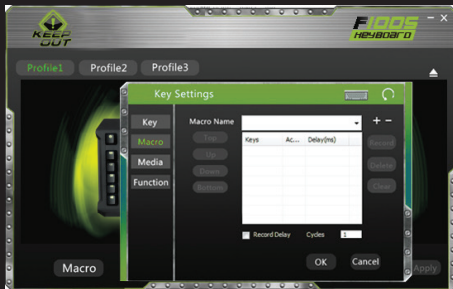 KEEP
OUT
F100S
KEYBOARD
Profile1 Profile2 Profile3
Key Settings
Key
Macro
Media
Function
Macro Name
Top
Up
Down
Bottom
Keys Ac... Delay(ms)
Record
Delete
Clear
Record Delay Cycles 1
OK Cancel
Macro
Apply